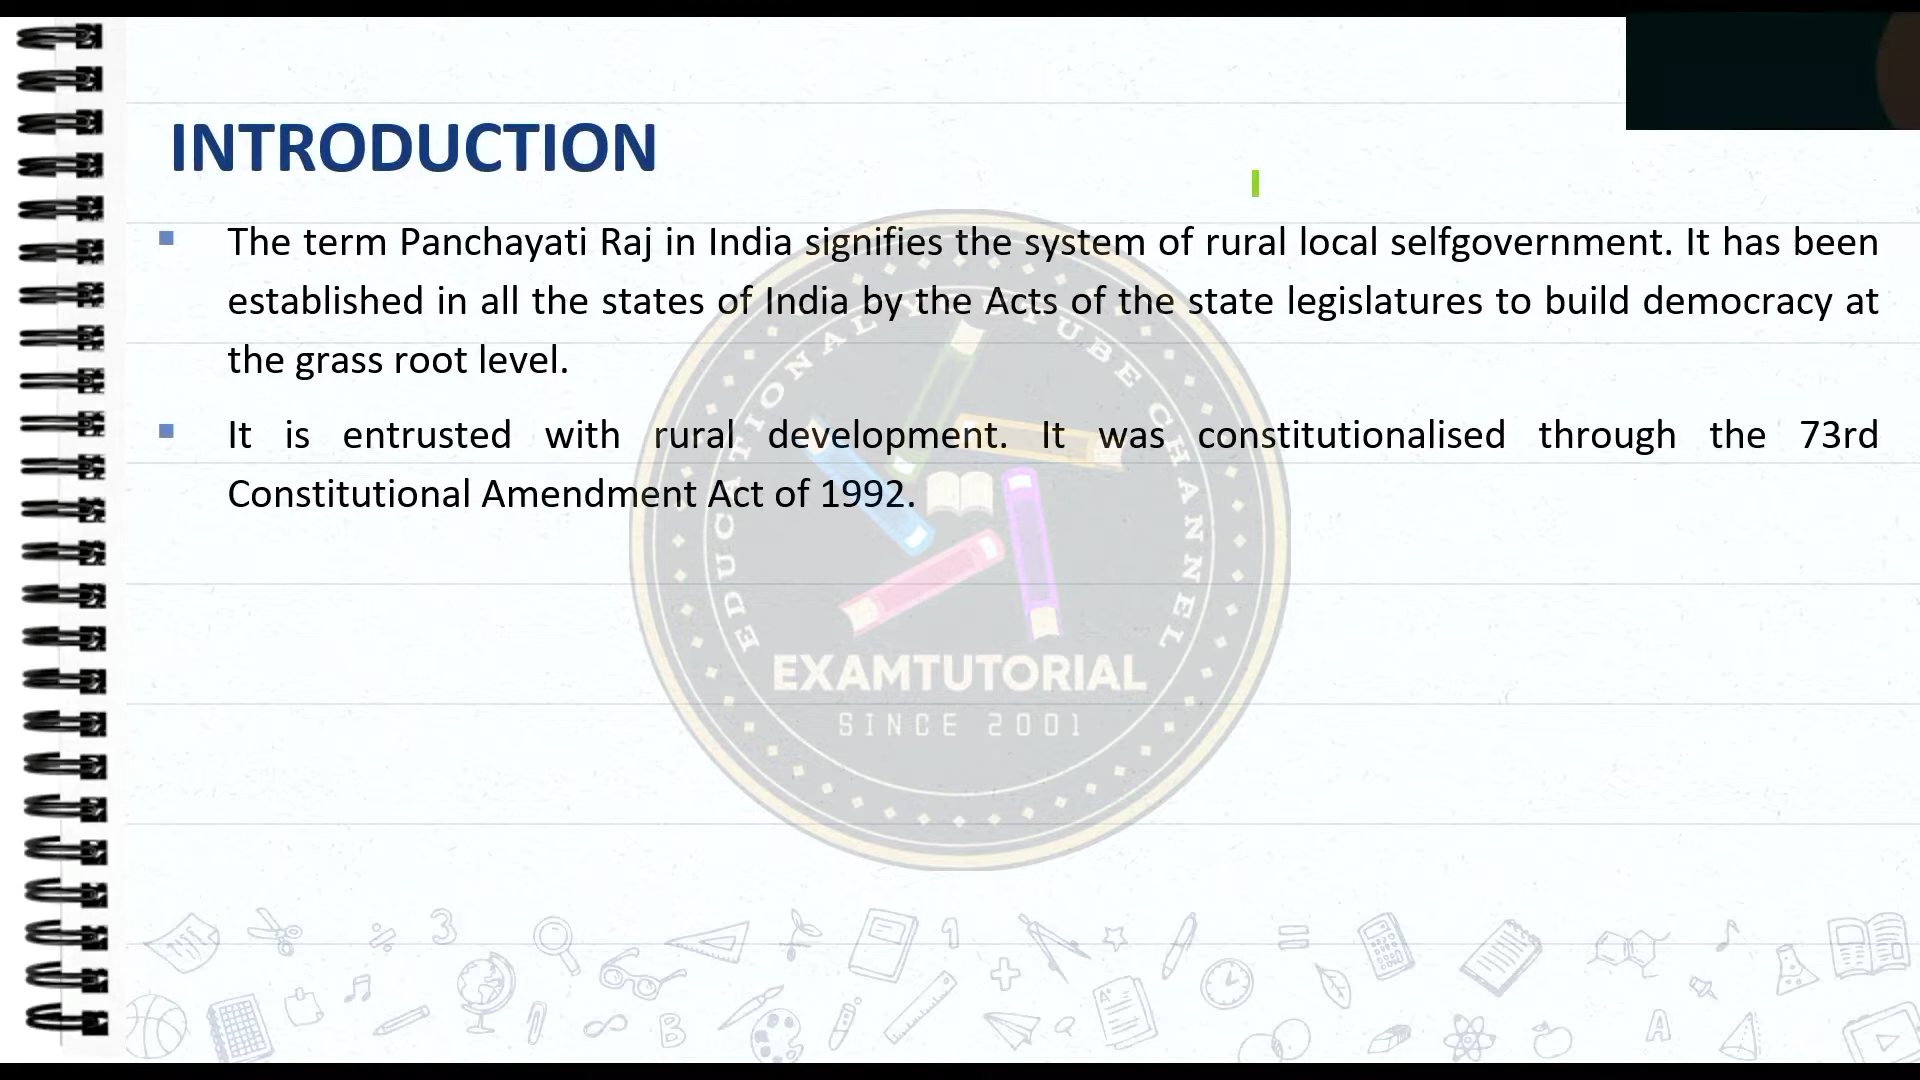 INTRODUCTION
The term Panchayati Raj in India signifies the system of rural local selfgovernment. It has been
established in all the states of India by the Acts of the state legislatures to build democracy at
the grass root level.
It is entrusted with rural development. It was constitutionalised through the 73rd
Constitutional Amendment Act of 1992.
EDUCATIONAL YOUTUBE CHANNEL
EXAMTUTORIAL
SINCE 2001